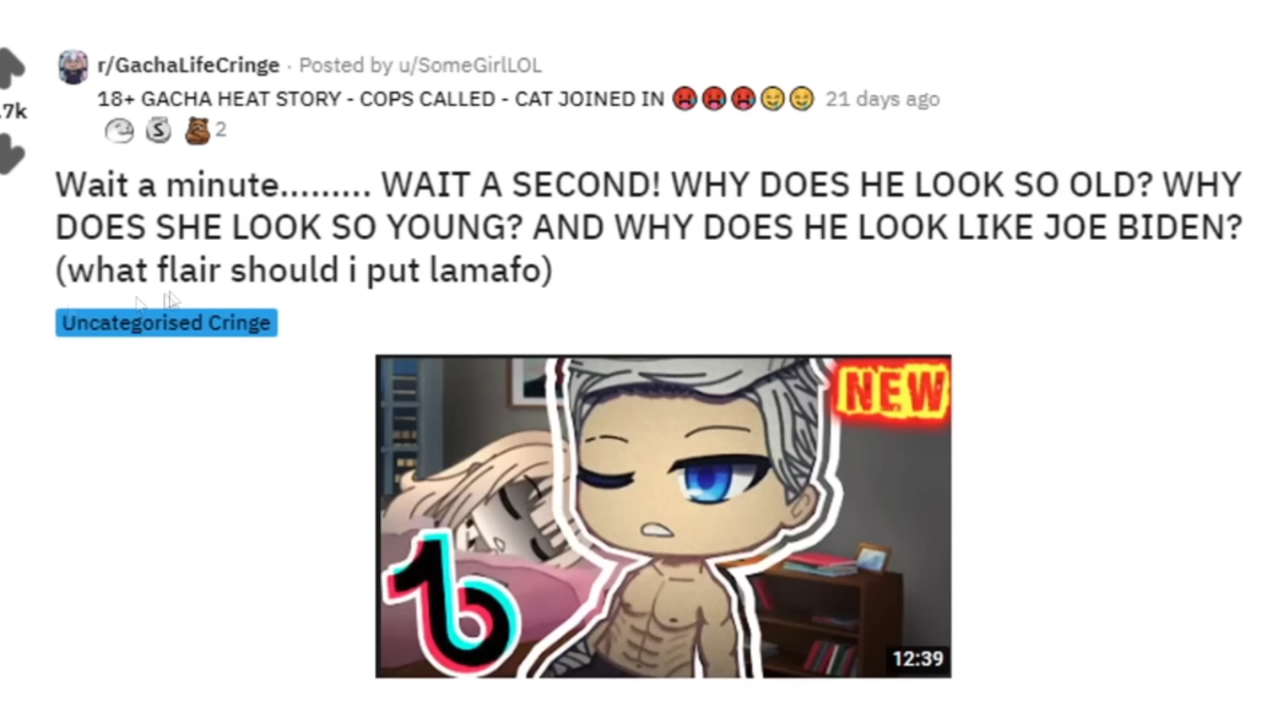 r/GachaLifeCringe · Posted by u/SomeGirlLOL
18+ GACHA HEAT STORY - COPS CALLED - CAT JOINED IN 🥵🥵🥵🤤🤤 21 days ago
.7k
2
Wait a minute......... WAIT A SECOND! WHY DOES HE LOOK SO OLD? WHY
DOES SHE LOOK SO YOUNG? AND WHY DOES HE LOOK LIKE JOE BIDEN?
(what flair should i put lamafo)
Uncategorised Cringe
NEW
12:39